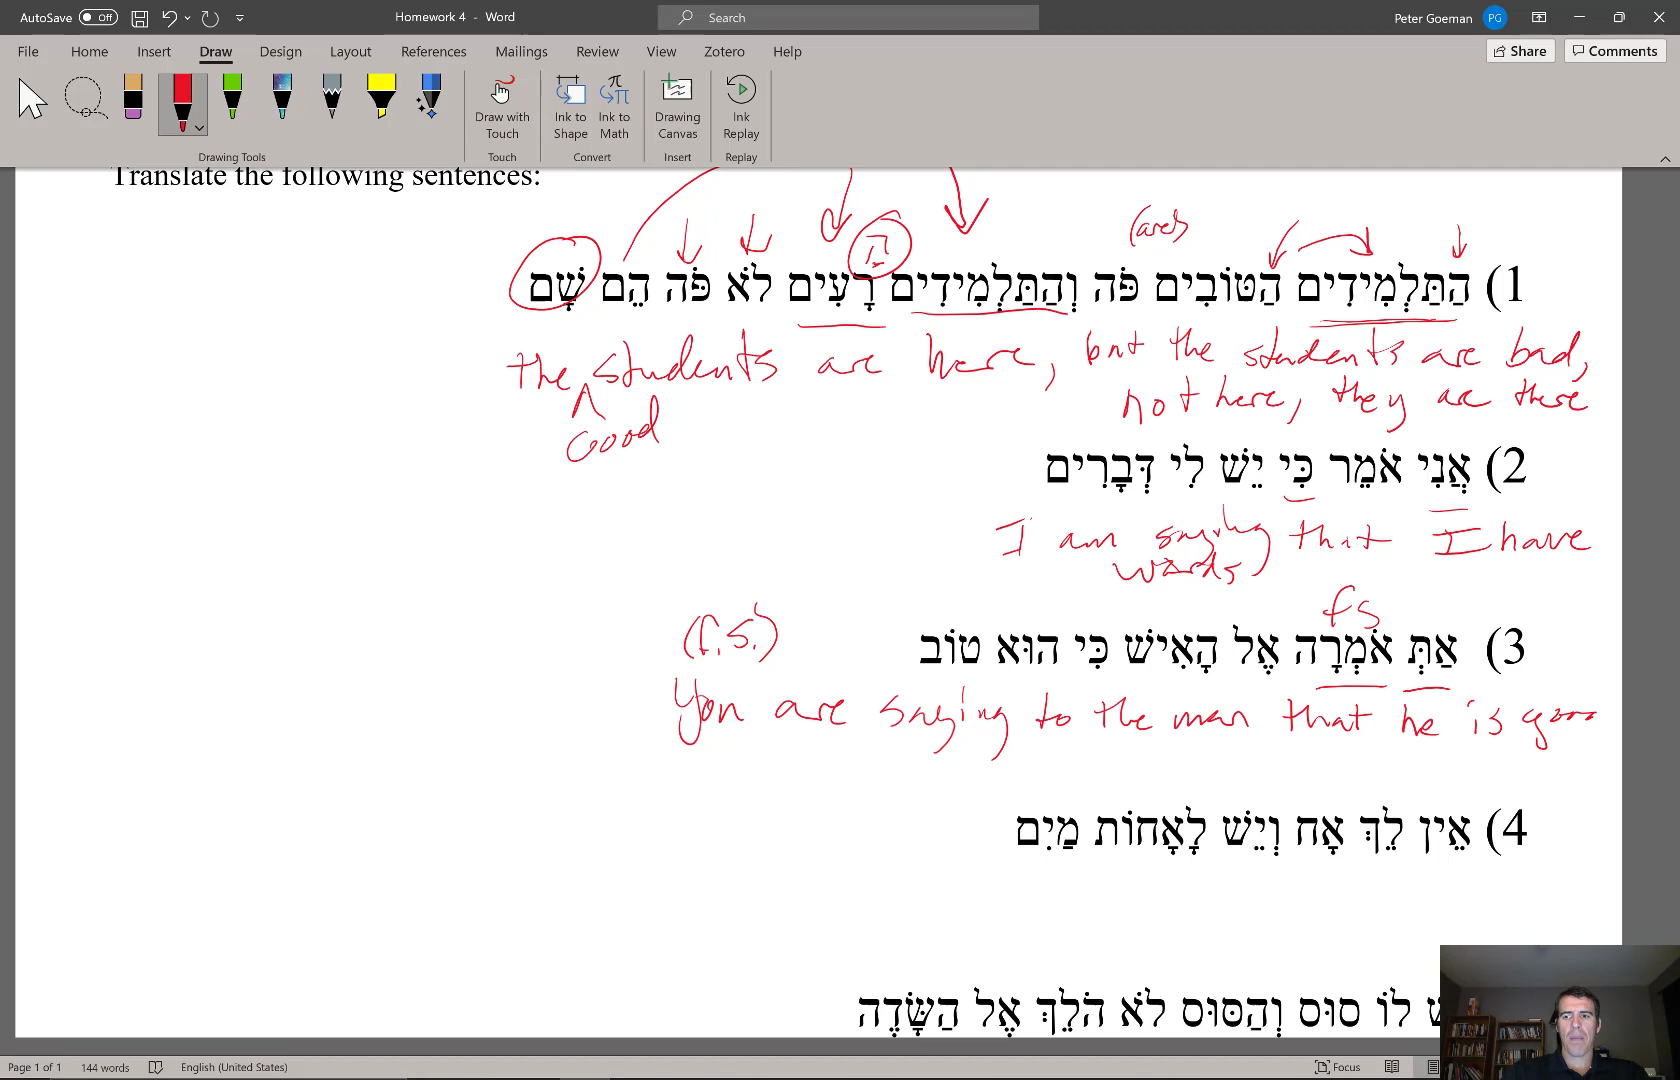 AutoSave Off Homework 4 - Word Search Peter Goeman PG
File Home Insert Draw Design Layout References Mailings Review View Zotero Help Share Comments
Draw with Touch Ink to Shape Ink to Math Drawing Canvas Ink Replay
Drawing Tools Touch Convert Insert Replay
Translate the following sentences:
(are)
הַ
1) הַתַּלְמִידִים הַטּוֹבִים פֹּה וְהַתַּלְמִידִים רָעִים לֹא פֹּה הֵם שָׁם
the students are here, but the students are bad,
Good
not here, they are there
2) אֲנִי אֹמֵר כִּי יֵשׁ לִי דְּבָרִים
I am saying that I have
words
fs
3) אַתְּ אֹמְרָה אֶל הָאִישׁ כִּי הוּא טוֹב
(f.s.)
You are saying to the man that he is good
4) אֵין לֵךְ אָח וְיֵשׁ לָאָחוֹת מַיִם
לוֹ סוּס וְהַסּוּס לֹא הֹלֵךְ אֶל הַשָּׂדֶה
Page 1 of 1 144 words English (United States) Focus